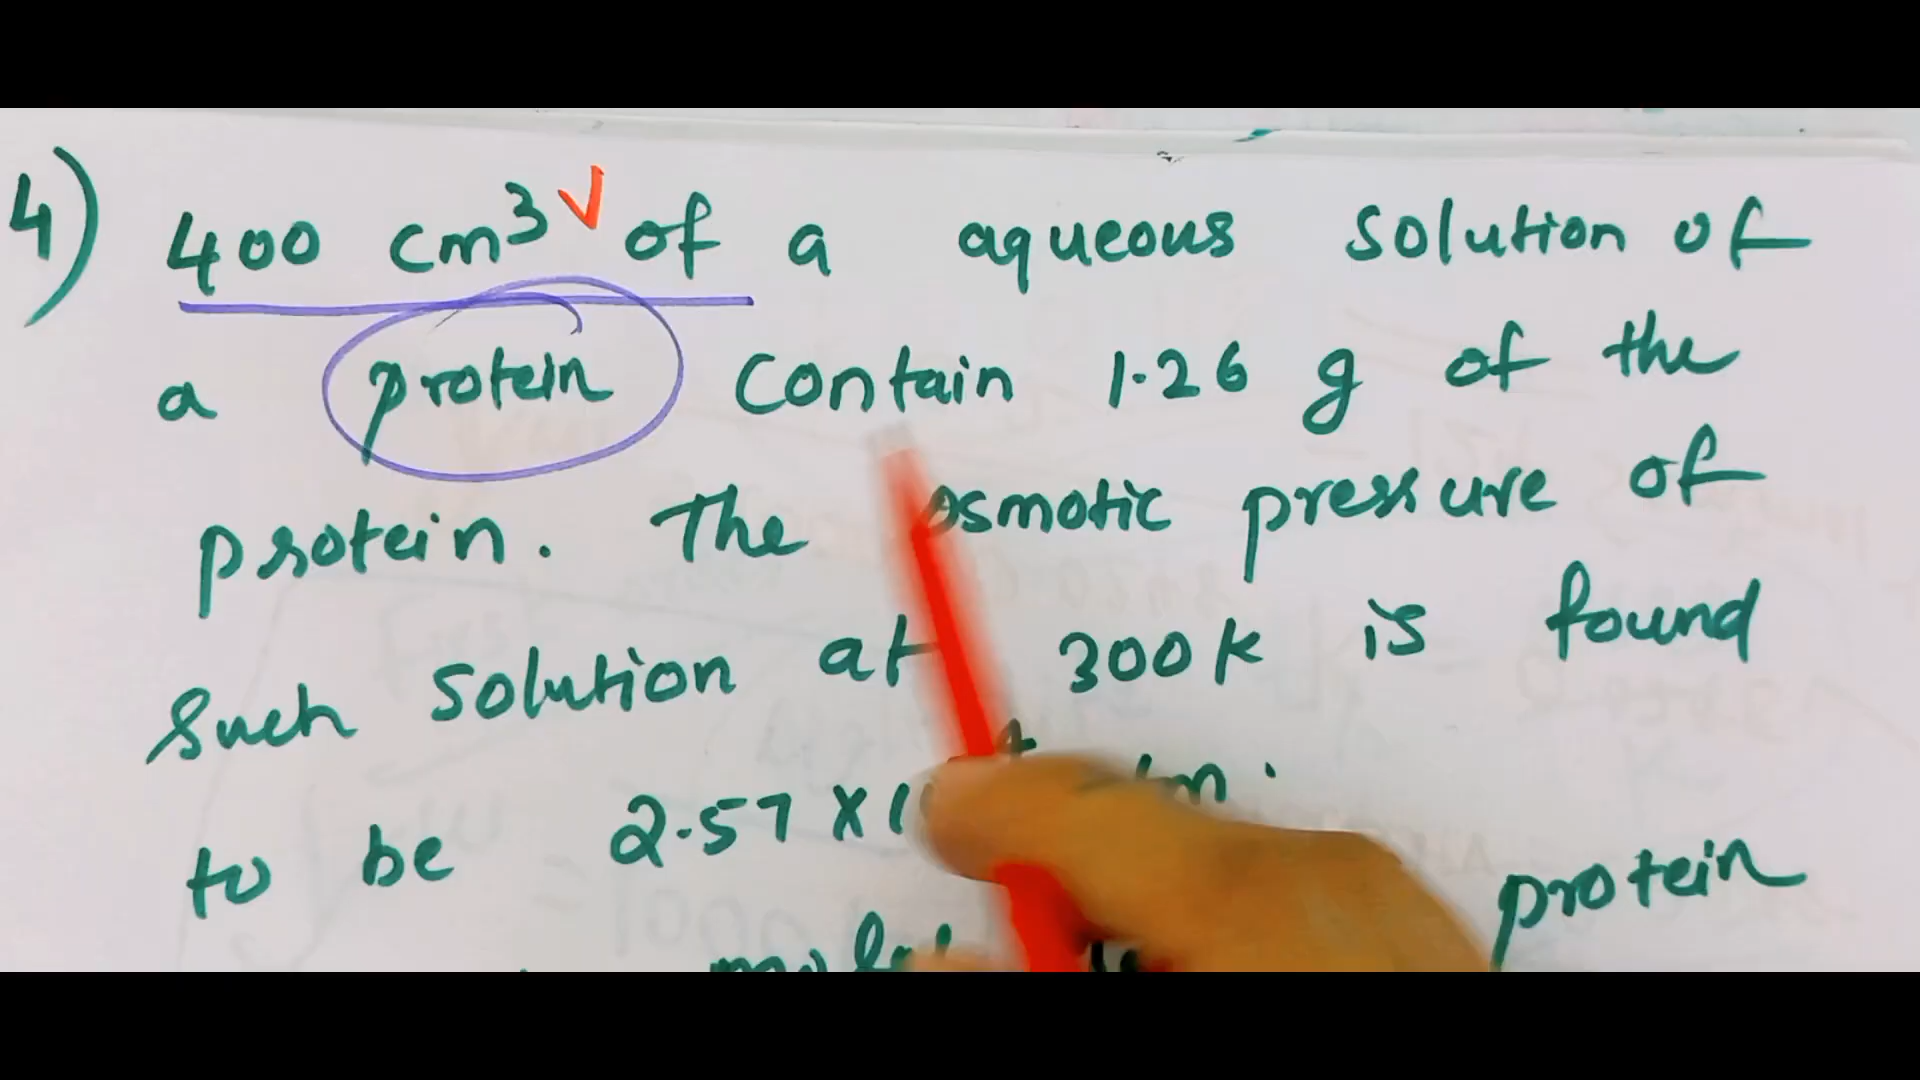 4) 400 cm³ of a aqueous solution of
a protein contain 1.26 g of the
protein. The osmotic pressure of
such solution at 300k is found
to be 2.57 X
protein